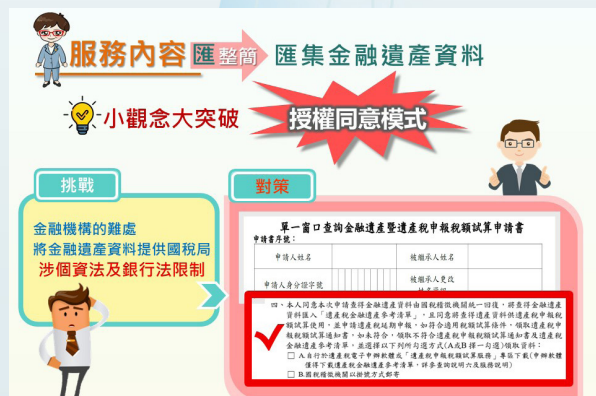 服務內容 匯整簡 匯集金融遺產資料
小觀念大突破 授權同意模式
挑戰
金融機構的難處
將金融遺產資料提供國稅局
涉個資法及銀行法限制
對策
單一窗口查詢金融遺產暨遺產稅申報稅額試算申請書
申請書序號:
申請人姓名 被繼承人姓名
申請人身分證字號 被繼承人更改
四、本人同意本次申請查得金融遺產資料由國稅稽徵機關統一回復,將查得金融遺產
資料匯入「遺產稅金融遺產參考清單」,且同意將查得遺產資料供遺產稅申報稅
額試算使用,並申請遺產稅延期申報,如符合適用稅額試算條件,領取遺產稅申
報稅額試算通知書,如未符合,領取不符合遺產稅申報稅額試算通知書及遺產稅
金融遺產參考清單,並選擇以下列勾選方式(A或B擇一勾選)領取資料:
□ A.自行於遺產稅電子申辦軟體或「遺產稅申報稅額試算服務」專區下載(申辦軟體
僅得下載遺產稅金融遺產參考清單,詳參查詢說明六及服務說明)
□ B.國稅稽徵機關以掛號方式郵寄